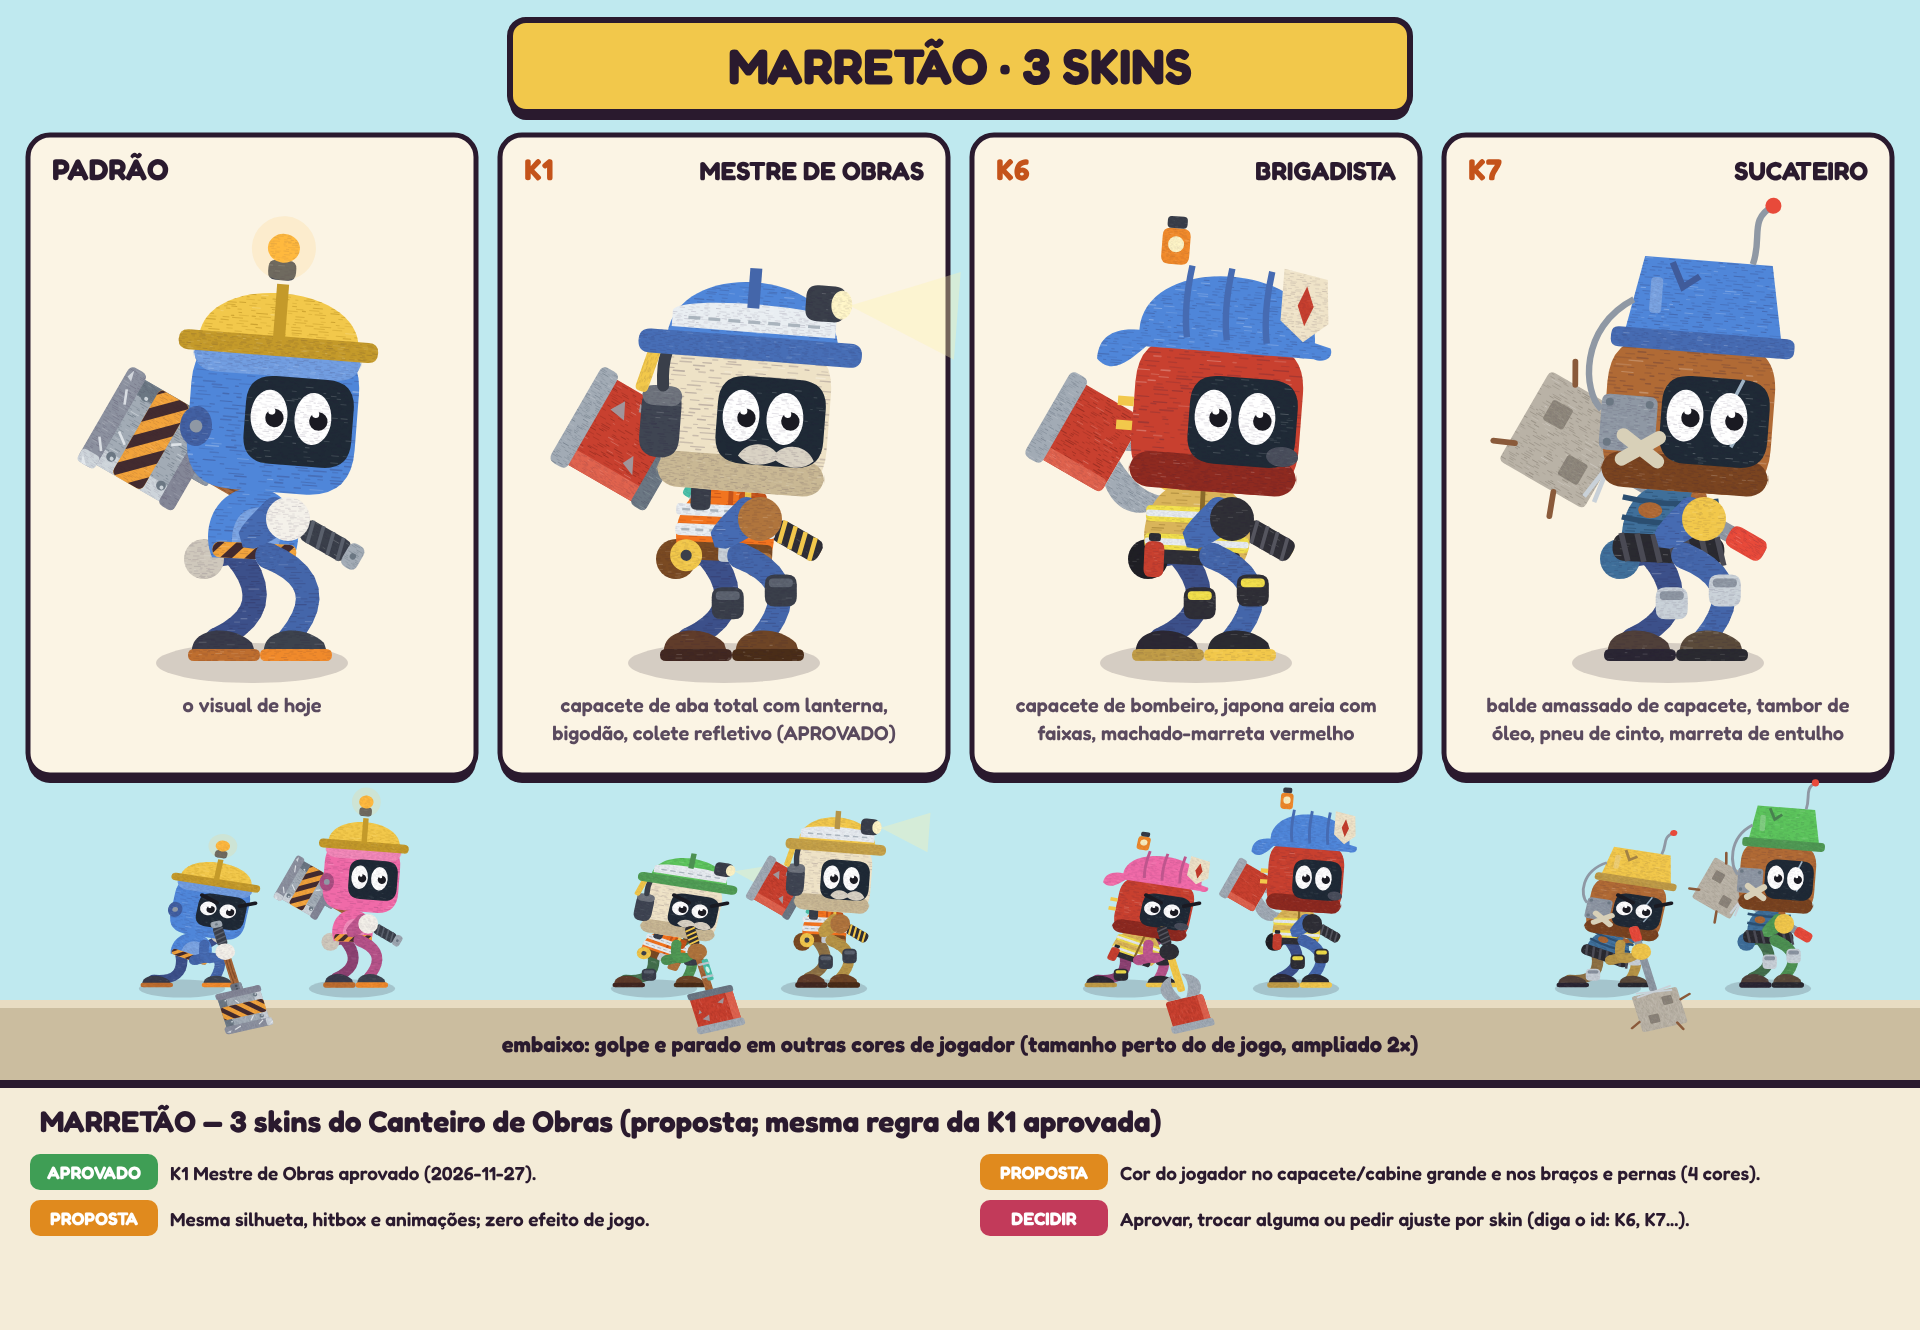 MARRETÃO · 3 SKINS
PADRÃO
o visual de hoje
K1
MESTRE DE OBRAS
capacete de aba total com lanterna,
bigodão, colete refletivo (APROVADO)
K6
BRIGADISTA
capacete de bombeiro, japona areia com
faixas, machado-marreta vermelho
K7
SUCATEIRO
balde amassado de capacete, tambor de
óleo, pneu de cinto, marreta de entulho
embaixo: golpe e parado em outras cores de jogador (tamanho perto do de jogo, ampliado 2x)
MARRETÃO — 3 skins do Canteiro de Obras (proposta; mesma regra da K1 aprovada)
APROVADO
K1 Mestre de Obras aprovado (2026-11-27).
PROPOSTA
Mesma silhueta, hitbox e animações; zero efeito de jogo.
PROPOSTA
Cor do jogador no capacete/cabine grande e nos braços e pernas (4 cores).
DECIDIR
Aprovar, trocar alguma ou pedir ajuste por skin (diga o id: K6, K7...).